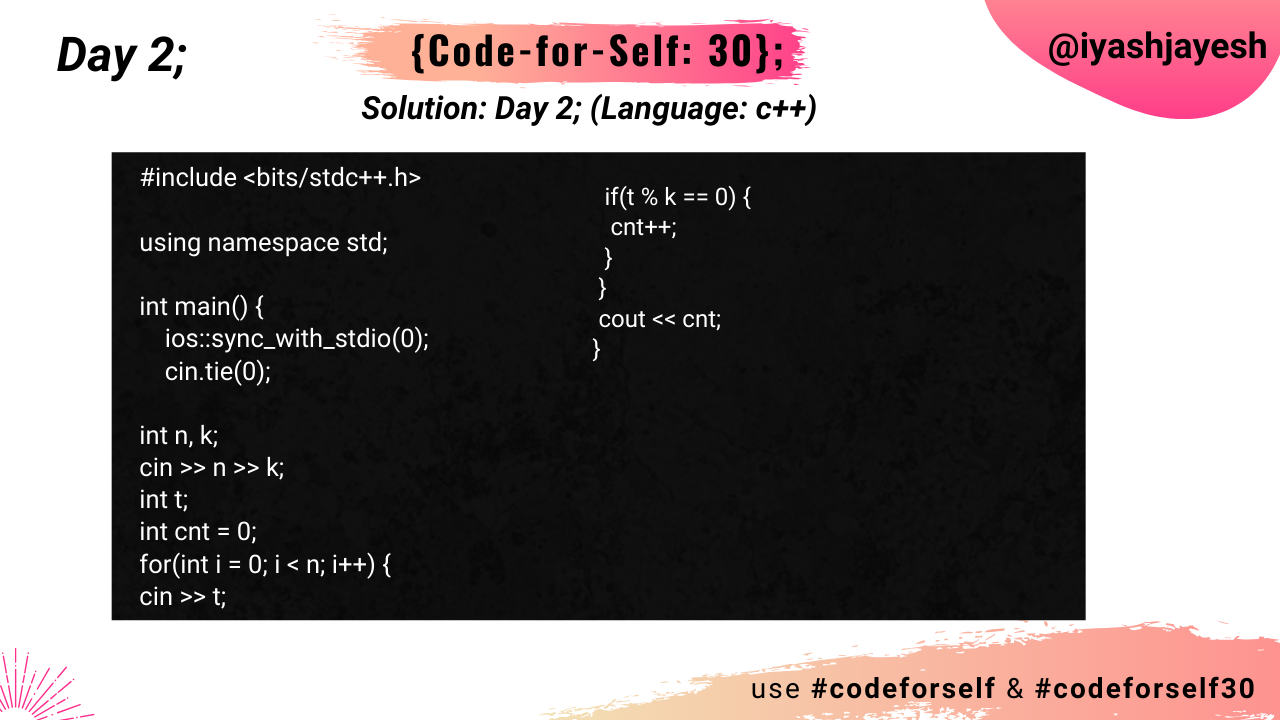 Day 2;
{Code-for-Self: 30};
@iyashjayesh
Solution: Day 2; (Language: c++)
#include <bits/stdc++.h>
using namespace std;
int main() {
ios::sync_with_stdio(0);
cin.tie(0);
int n, k;
cin >> n >> k;
int t;
int cnt = 0;
for(int i = 0; i < n; i++) {
cin >> t;
if(t % k == 0) {
cnt++;
}
}
cout << cnt;
}
use #codeforself & #codeforself30